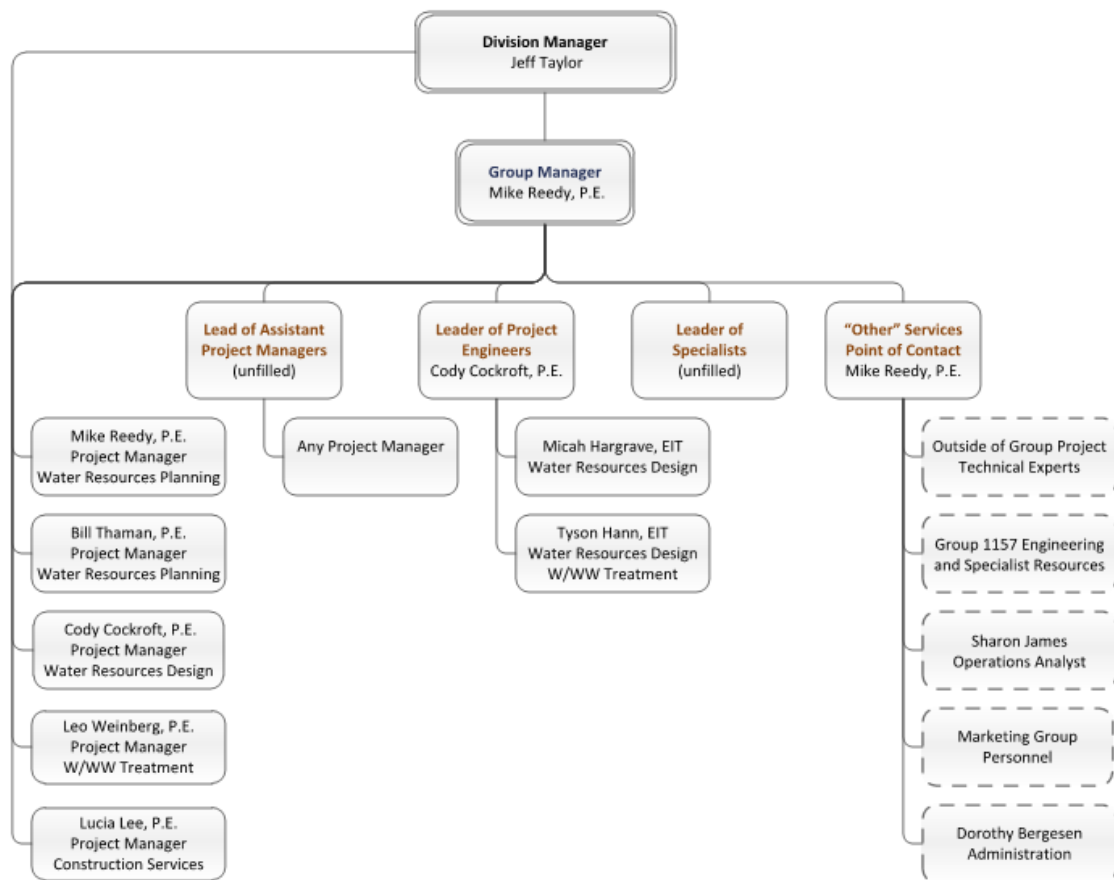 Division Manager
Jeff Taylor
Group Manager
Mike Reedy, P.E.
Lead of Assistant
Project Managers
(unfilled)
Leader of Project
Engineers
Cody Cockroft, P.E.
Leader of
Specialists
(unfilled)
“Other” Services
Point of Contact
Mike Reedy, P.E.
Mike Reedy, P.E.
Project Manager
Water Resources Planning
Bill Thaman, P.E.
Project Manager
Water Resources Planning
Cody Cockroft, P.E.
Project Manager
Water Resources Design
Leo Weinberg, P.E.
Project Manager
W/WW Treatment
Lucia Lee, P.E.
Project Manager
Construction Services
Any Project Manager
Micah Hargrave, EIT
Water Resources Design
Tyson Hann, EIT
Water Resources Design
W/WW Treatment
Outside of Group Project
Technical Experts
Group 1157 Engineering
and Specialist Resources
Sharon James
Operations Analyst
Marketing Group
Personnel
Dorothy Bergesen
Administration